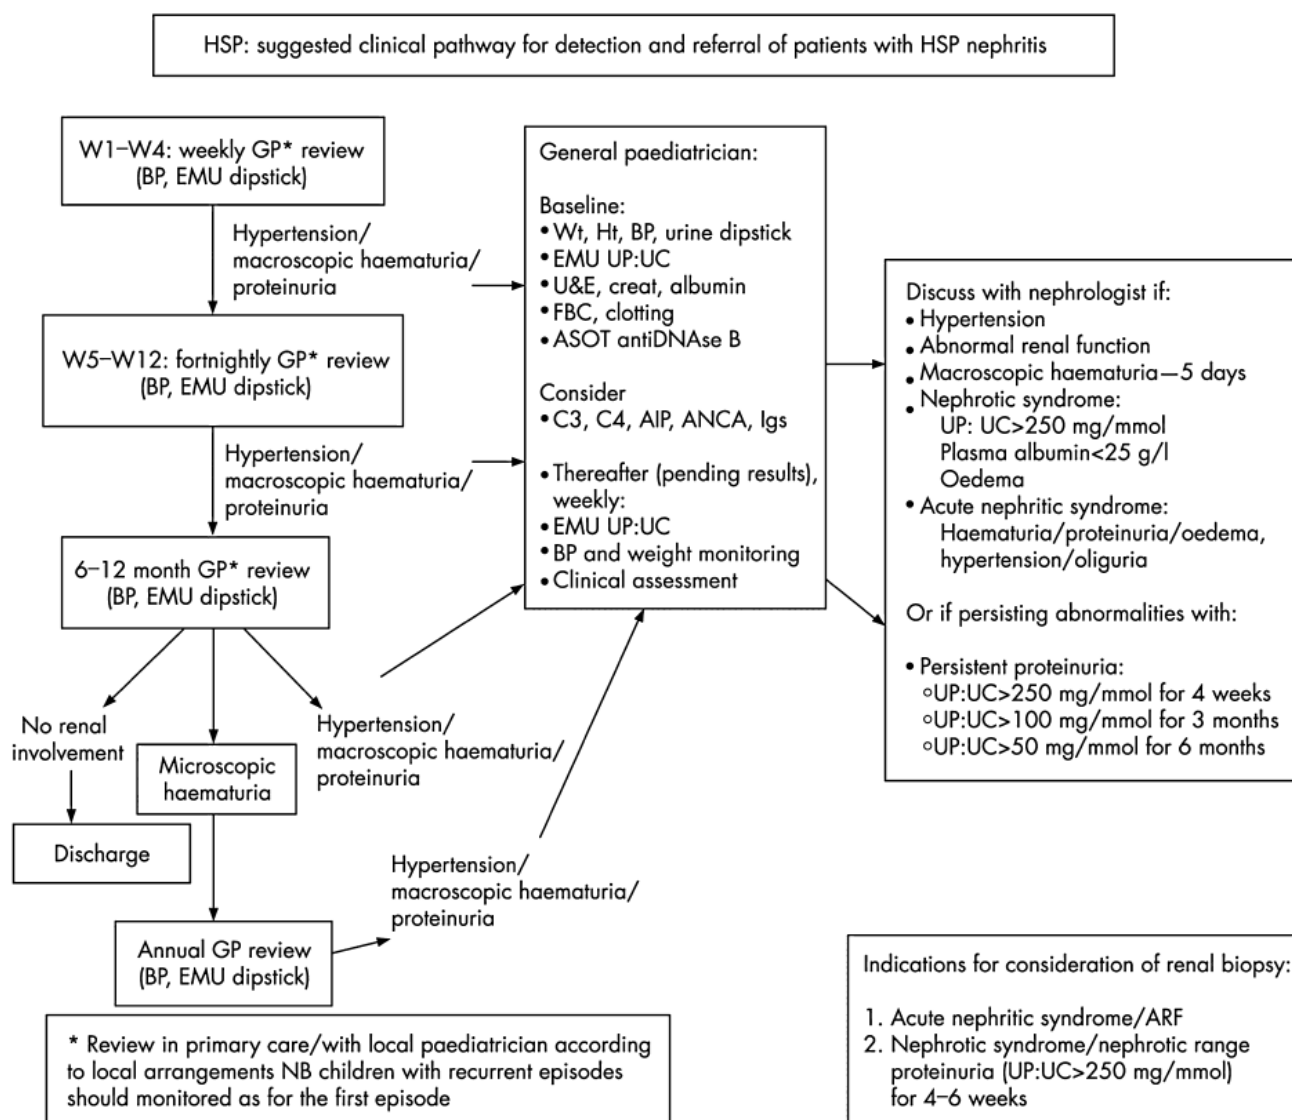 HSP: suggested clinical pathway for detection and referral of patients with HSP nephritis
W1–W4: weekly GP* review
(BP, EMU dipstick)
Hypertension/
macroscopic haematuria/
proteinuria
W5–W12: fortnightly GP* review
(BP, EMU dipstick)
Hypertension/
macroscopic haematuria/
proteinuria
6–12 month GP* review
(BP, EMU dipstick)
No renal
involvement
Discharge
Microscopic
haematuria
Hypertension/
macroscopic haematuria/
proteinuria
Annual GP review
(BP, EMU dipstick)
Hypertension/
macroscopic haematuria/
proteinuria
* Review in primary care/with local paediatrician according
to local arrangements NB children with recurrent episodes
should monitored as for the first episode
General paediatrician:
Baseline:
• Wt, Ht, BP, urine dipstick
• EMU UP:UC
• U&E, creat, albumin
• FBC, clotting
• ASOT antiDNAse B
Consider
• C3, C4, AIP, ANCA, Igs
• Thereafter (pending results),
weekly:
• EMU UP:UC
• BP and weight monitoring
• Clinical assessment
Discuss with nephrologist if:
• Hypertension
• Abnormal renal function
• Macroscopic haematuria—5 days
• Nephrotic syndrome:
UP: UC>250 mg/mmol
Plasma albumin<25 g/l
Oedema
• Acute nephritic syndrome:
Haematuria/proteinuria/oedema,
hypertension/oliguria
Or if persisting abnormalities with:
• Persistent proteinuria:
○UP:UC>250 mg/mmol for 4 weeks
○UP:UC>100 mg/mmol for 3 months
○UP:UC>50 mg/mmol for 6 months
Indications for consideration of renal biopsy:
1. Acute nephritic syndrome/ARF
2. Nephrotic syndrome/nephrotic range
proteinuria (UP:UC>250 mg/mmol)
for 4–6 weeks